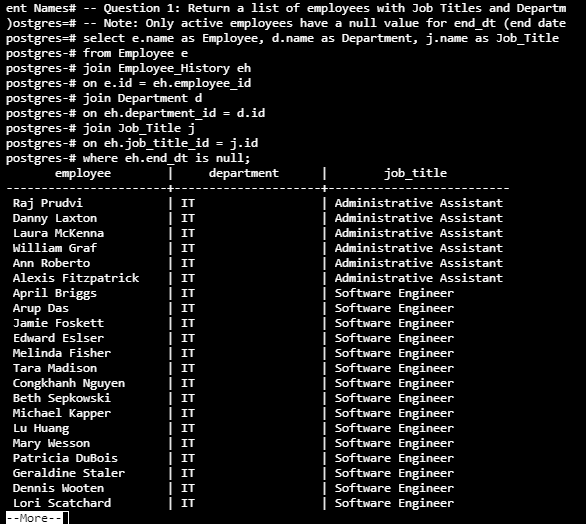 ent Names# -- Question 1: Return a list of employees with Job Titles and Departm
)ostgres=# -- Note: Only active employees have a null value for end_dt (end date
postgres=# select e.name as Employee, d.name as Department, j.name as Job_Title
postgres-# from Employee e
postgres-# join Employee_History eh
postgres-# on e.id = eh.employee_id
postgres-# join Department d
postgres-# on eh.department_id = d.id
postgres-# join Job_Title j
postgres-# on eh.job_title_id = j.id
postgres-# where eh.end_dt is null;
employee | department | job_title
----------------------+----------------------+-------------------------
Raj Prudvi | IT | Administrative Assistant
Danny Laxton | IT | Administrative Assistant
Laura McKenna | IT | Administrative Assistant
William Graf | IT | Administrative Assistant
Ann Roberto | IT | Administrative Assistant
Alexis Fitzpatrick | IT | Administrative Assistant
April Briggs | IT | Software Engineer
Arup Das | IT | Software Engineer
Jamie Foskett | IT | Software Engineer
Edward Eslser | IT | Software Engineer
Melinda Fisher | IT | Software Engineer
Tara Madison | IT | Software Engineer
Congkhanh Nguyen | IT | Software Engineer
Beth Sepkowski | IT | Software Engineer
Michael Kapper | IT | Software Engineer
Lu Huang | IT | Software Engineer
Mary Wesson | IT | Software Engineer
Patricia DuBois | IT | Software Engineer
Geraldine Staler | IT | Software Engineer
Dennis Wooten | IT | Software Engineer
Lori Scatchard | IT | Software Engineer
--More--